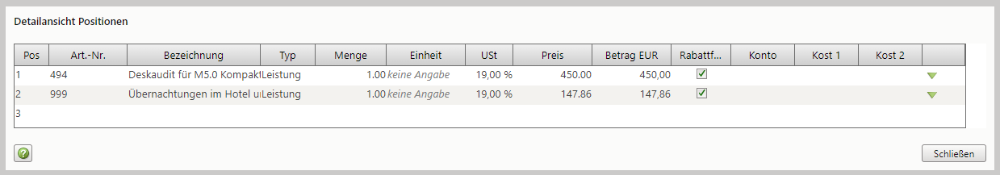 Detailansicht Positionen
Pos Art.-Nr. Bezeichnung Typ Menge Einheit USt Preis Betrag EUR Rabattf... Konto Kost 1 Kost 2
1 494 Deskaudit für M5.0 Kompakt Leistung 1.00 keine Angabe 19,00 % 450.00 450,00
2 999 Übernachtungen im Hotel u Leistung 1.00 keine Angabe 19,00 % 147.86 147,86
3
? Schließen